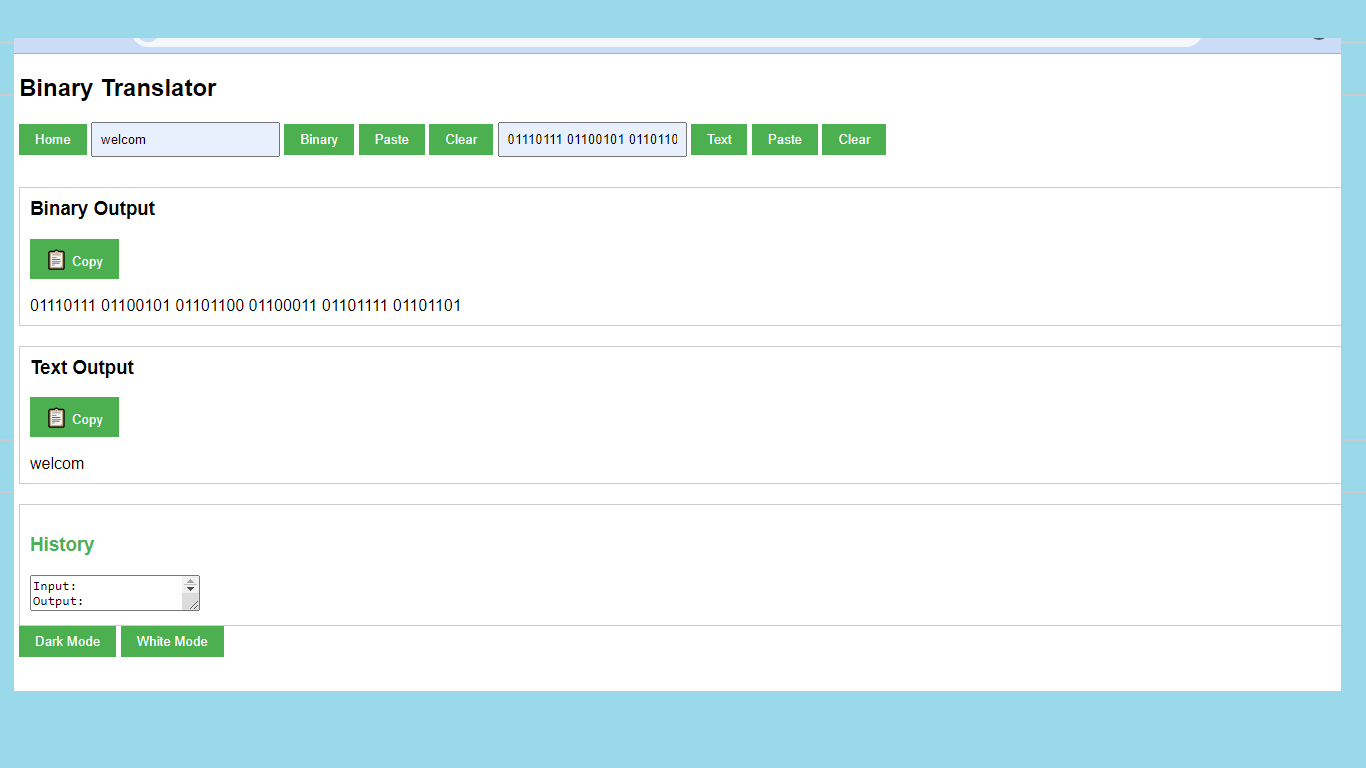 Binary Translator
Home welcom Binary Paste Clear 01110111 01100101 0110110 Text Paste Clear
Binary Output
Copy
01110111 01100101 01101100 01100011 01101111 01101101
Text Output
Copy
welcom
History
Input:
Output:
Dark Mode White Mode